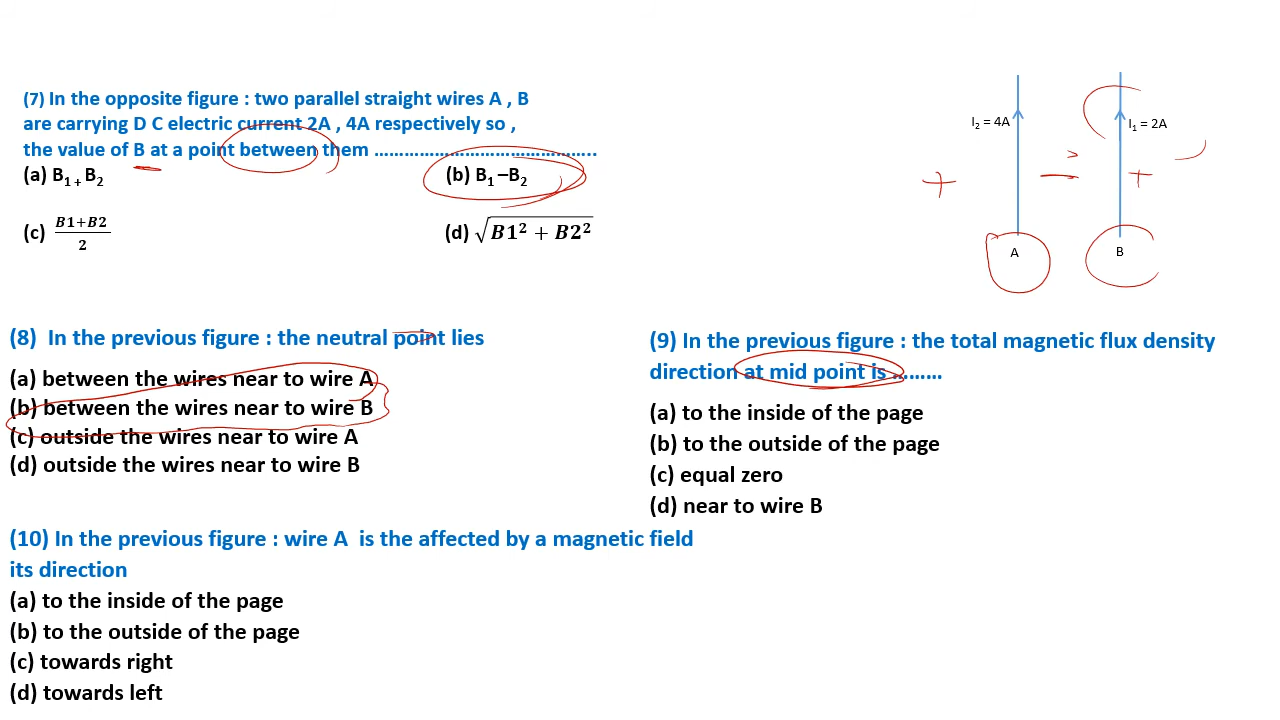 (7) In the opposite figure : two parallel straight wires A , B
are carrying D C electric current 2A , 4A respectively so ,
the value of B at a point between them ..........................................
(a) B₁ ₊ B₂
(b) B₁ –B₂
(c) B1+B2/2
(d) √B1² + B2²
I₂ = 4A
I₁ = 2A
+
−
+
A
B
(8) In the previous figure : the neutral point lies
(a) between the wires near to wire A
(b) between the wires near to wire B
(c) outside the wires near to wire A
(d) outside the wires near to wire B
(9) In the previous figure : the total magnetic flux density
direction at mid point is .........
(a) to the inside of the page
(b) to the outside of the page
(c) equal zero
(d) near to wire B
(10) In the previous figure : wire A is the affected by a magnetic field
its direction
(a) to the inside of the page
(b) to the outside of the page
(c) towards right
(d) towards left